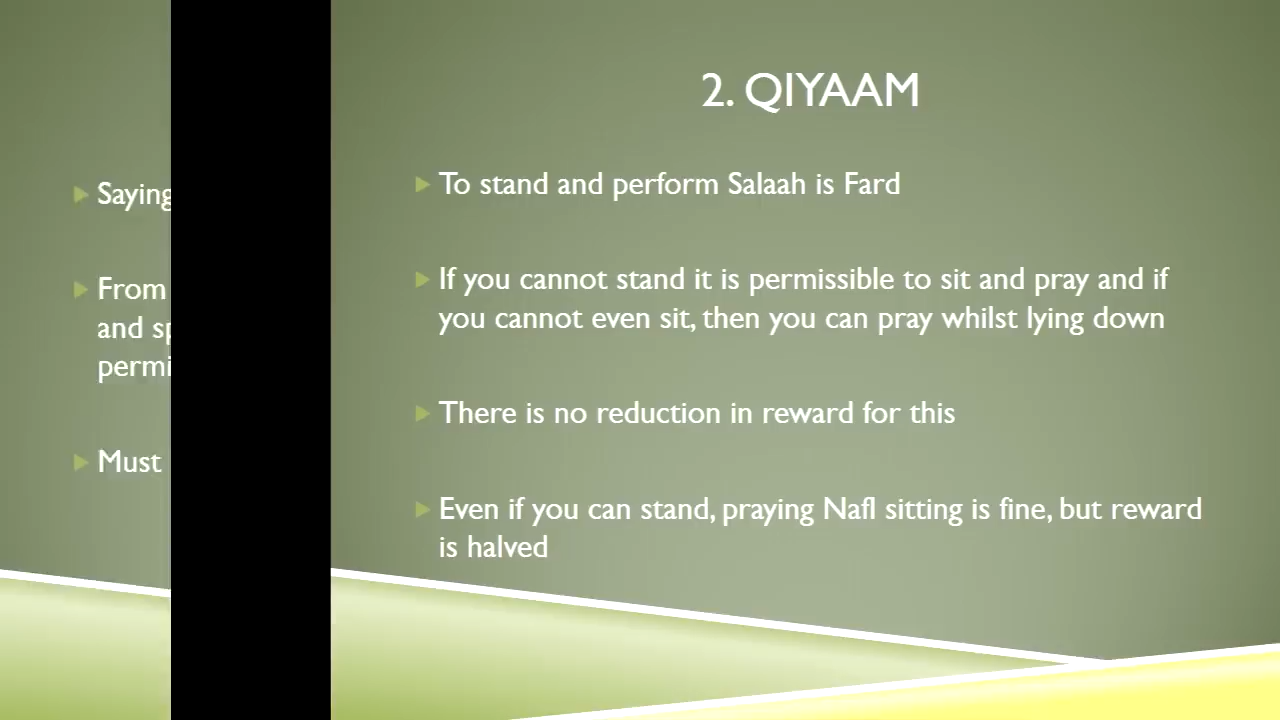 Saying
From
and sp
permi
Must
2. QIYAAM
To stand and perform Salaah is Fard
If you cannot stand it is permissible to sit and pray and if
you cannot even sit, then you can pray whilst lying down
There is no reduction in reward for this
Even if you can stand, praying Nafl sitting is fine, but reward
is halved